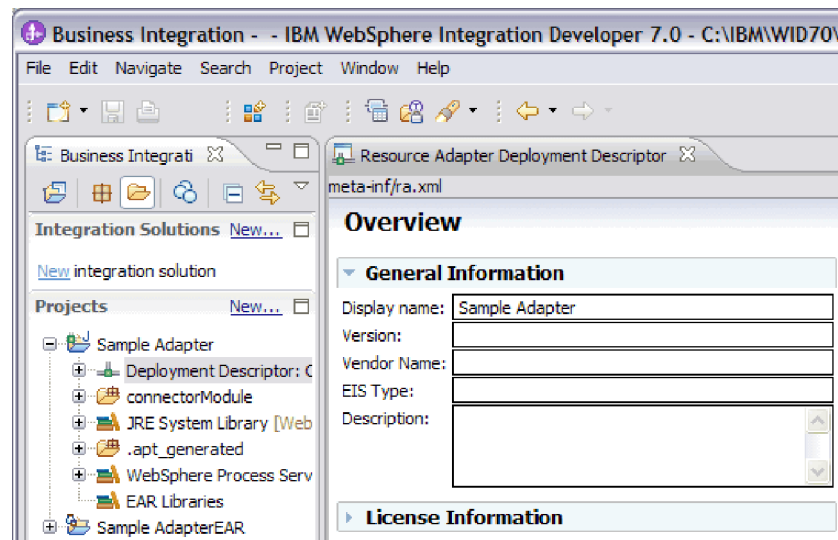 Business Integration - - IBM WebSphere Integration Developer 7.0 - C:\IBM\WID70\
File Edit Navigate Search Project Window Help
Business Integrati
Resource Adapter Deployment Descriptor
meta-inf/ra.xml
Integration Solutions New...
New integration solution
Projects New...
Sample Adapter
Deployment Descriptor: C
connectorModule
JRE System Library [Web
.apt_generated
WebSphere Process Serv
EAR Libraries
Sample AdapterEAR
Overview
General Information
Display name: Sample Adapter
Version:
Vendor Name:
EIS Type:
Description:
License Information